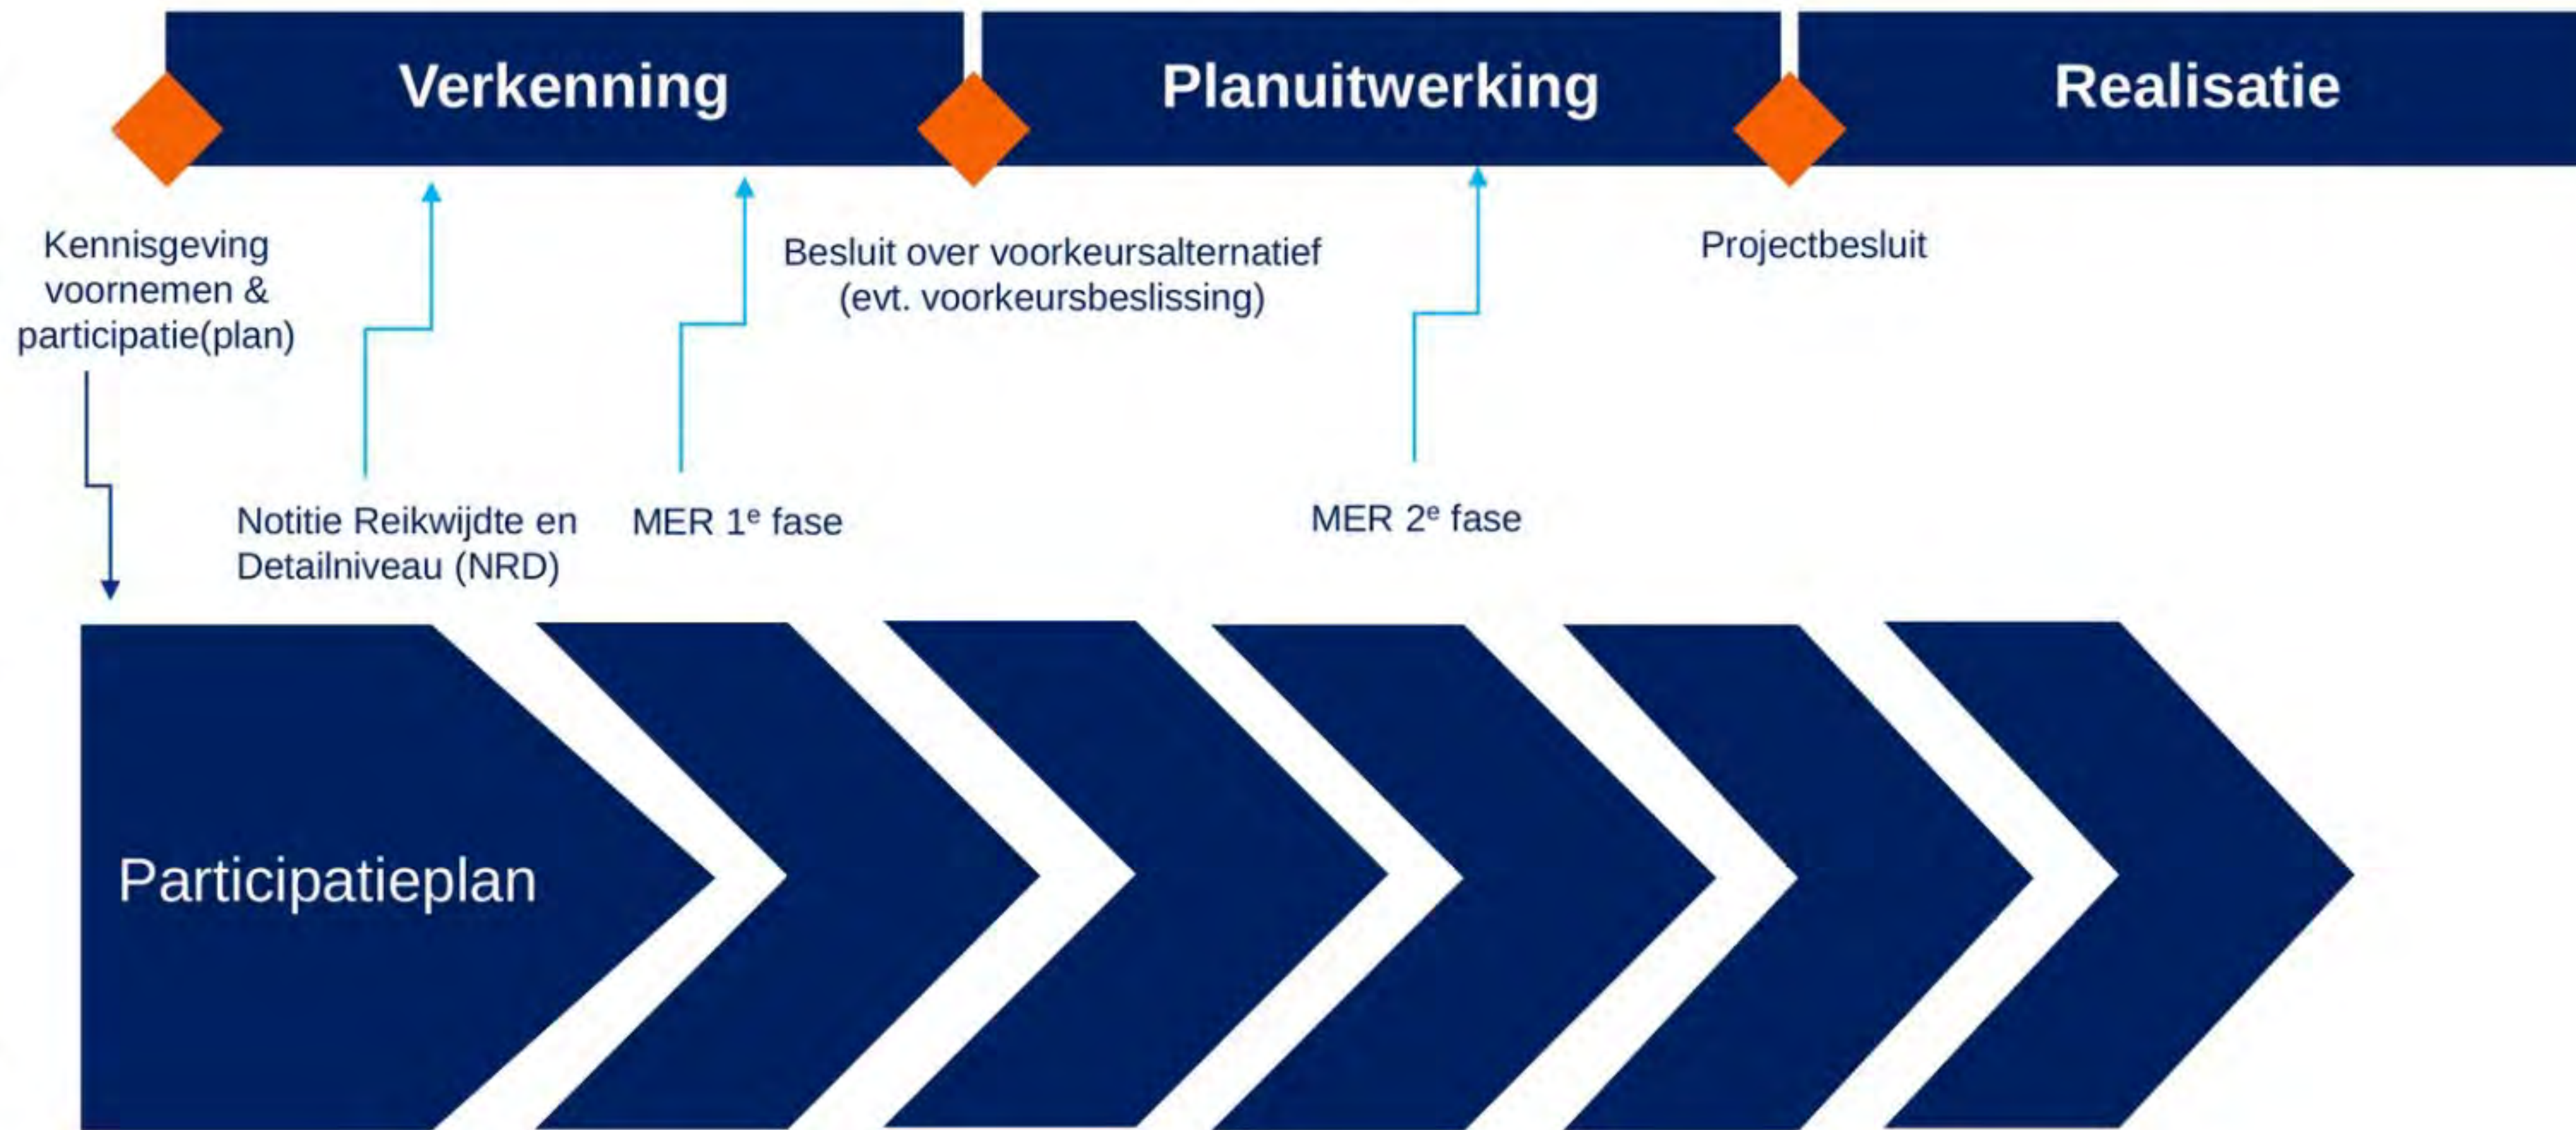 Verkenning
Planuitwerking
Realisatie
Kennisgeving
voornemen &
participatie(plan)
Besluit over voorkeursalternatief
(evt. voorkeursbeslissing)
Projectbesluit
Notitie Reikwijdte en
Detailniveau (NRD)
MER 1ᵉ fase
MER 2ᵉ fase
Participatieplan